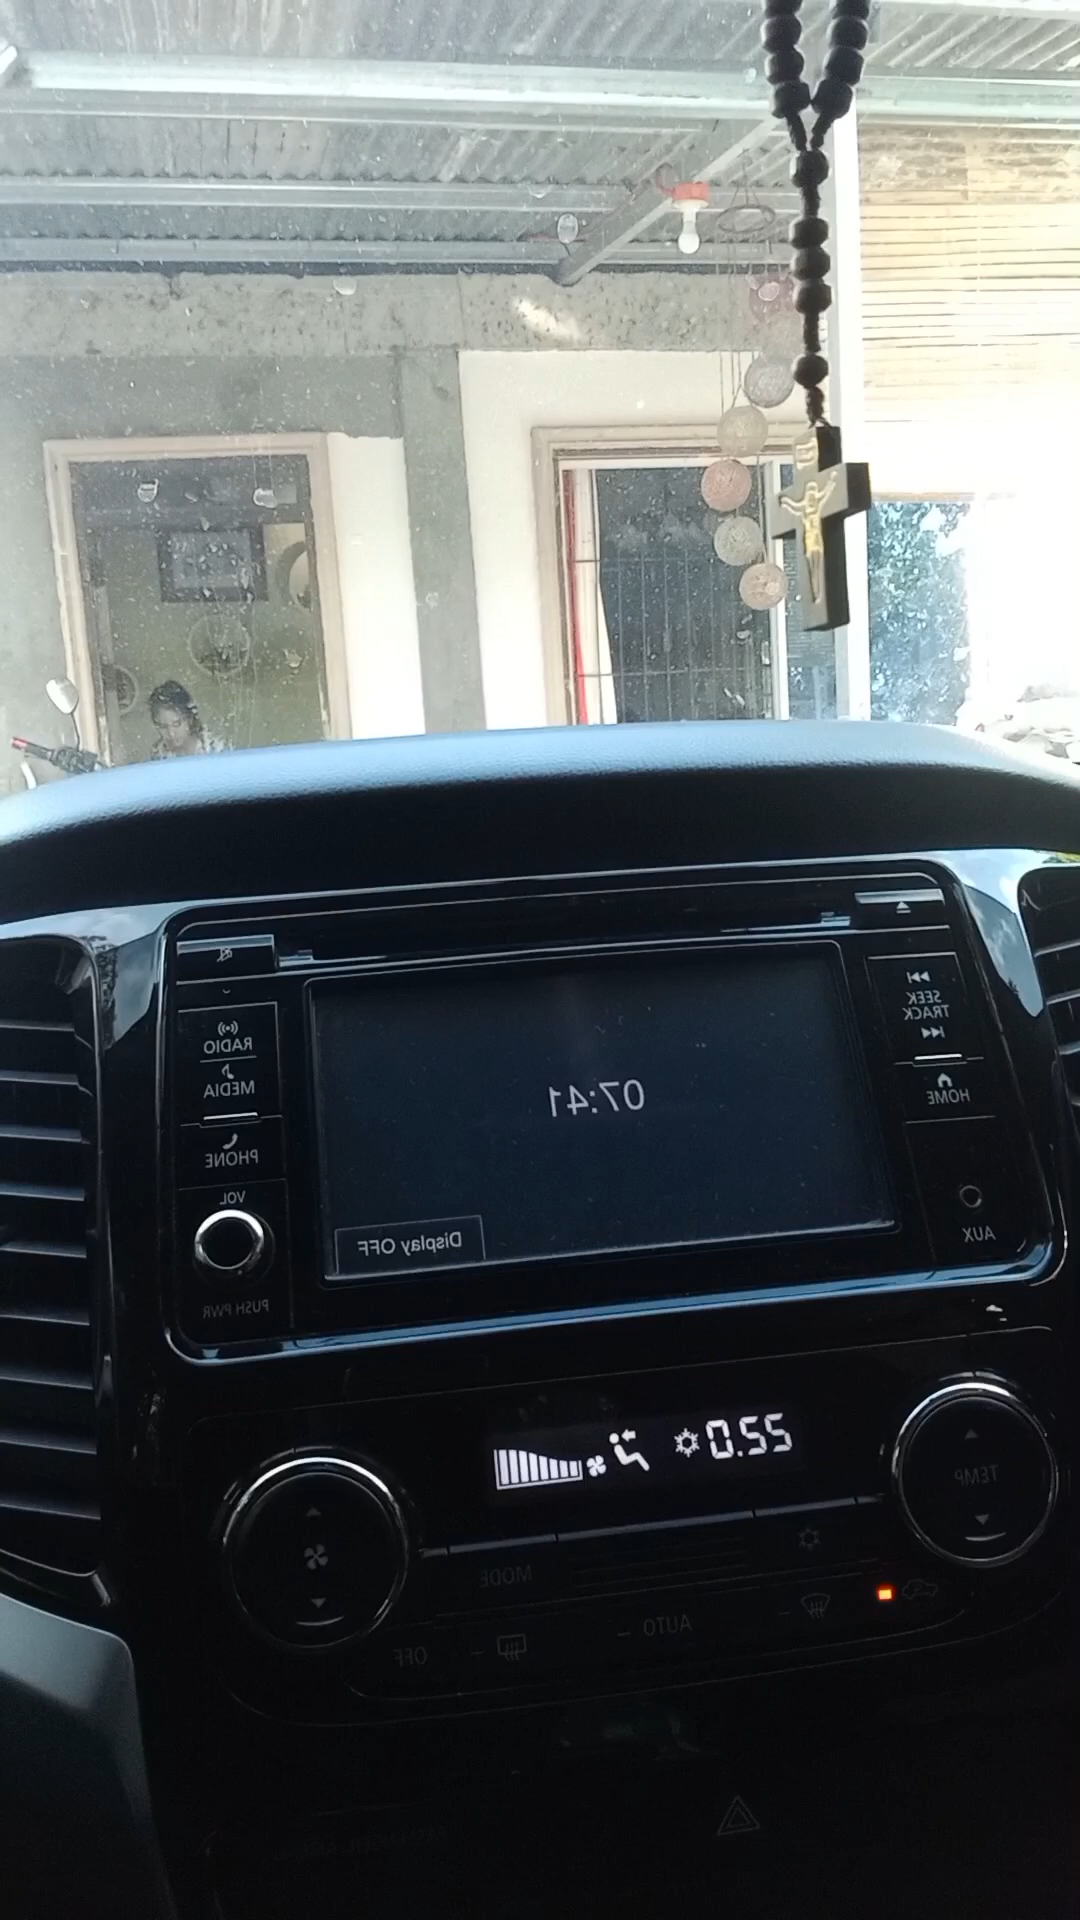 RADIO
MEDIA
PHONE
VOL
PUSH PWR
07:41
Display OFF
SEEK
TRACK
HOME
AUX
22.0
TEMP
MODE
AUTO
OFF